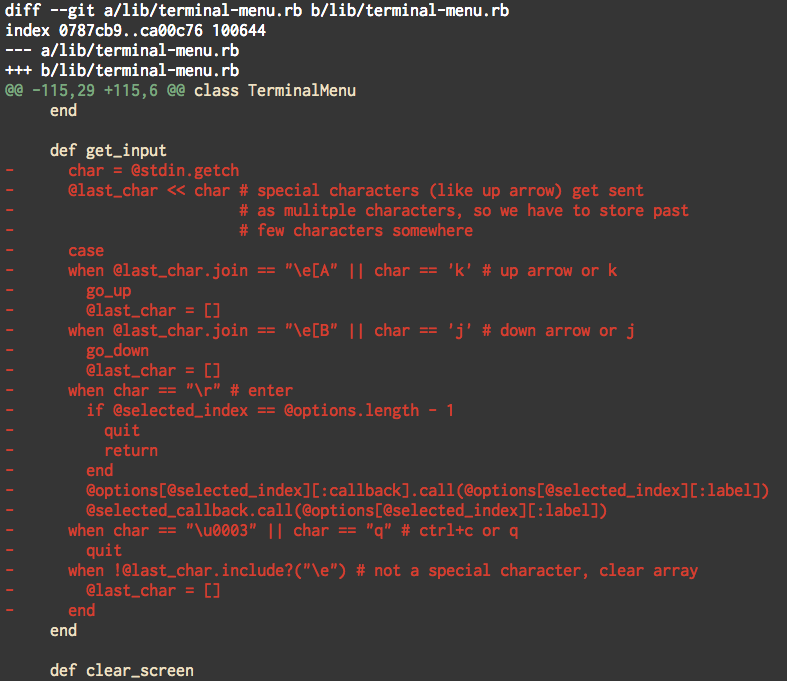 diff --git a/lib/terminal-menu.rb b/lib/terminal-menu.rb
index 0787cb9..ca00c76 100644
--- a/lib/terminal-menu.rb
+++ b/lib/terminal-menu.rb
@@ -115,29 +115,6 @@ class TerminalMenu
     end

     def get_input
-      char = @stdin.getch
-      @last_char << char # special characters (like up arrow) get sent
-                         # as mulitple characters, so we have to store past
-                         # few characters somewhere
-      case
-      when @last_char.join == "\e[A" || char == 'k' # up arrow or k
-        go_up
-        @last_char = []
-      when @last_char.join == "\e[B" || char == 'j' # down arrow or j
-        go_down
-        @last_char = []
-      when char == "\r" # enter
-        if @selected_index == @options.length - 1
-          quit
-          return
-        end
-        @options[@selected_index][:callback].call(@options[@selected_index][:label])
-        @selected_callback.call(@options[@selected_index][:label])
-      when char == "\u0003" || char == "q" # ctrl+c or q
-        quit
-      when !@last_char.include?("\e") # not a special character, clear array
-        @last_char = []
-      end
     end

     def clear_screen